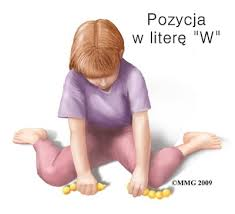 Pozycja
w literę "W"
©MMG 2009